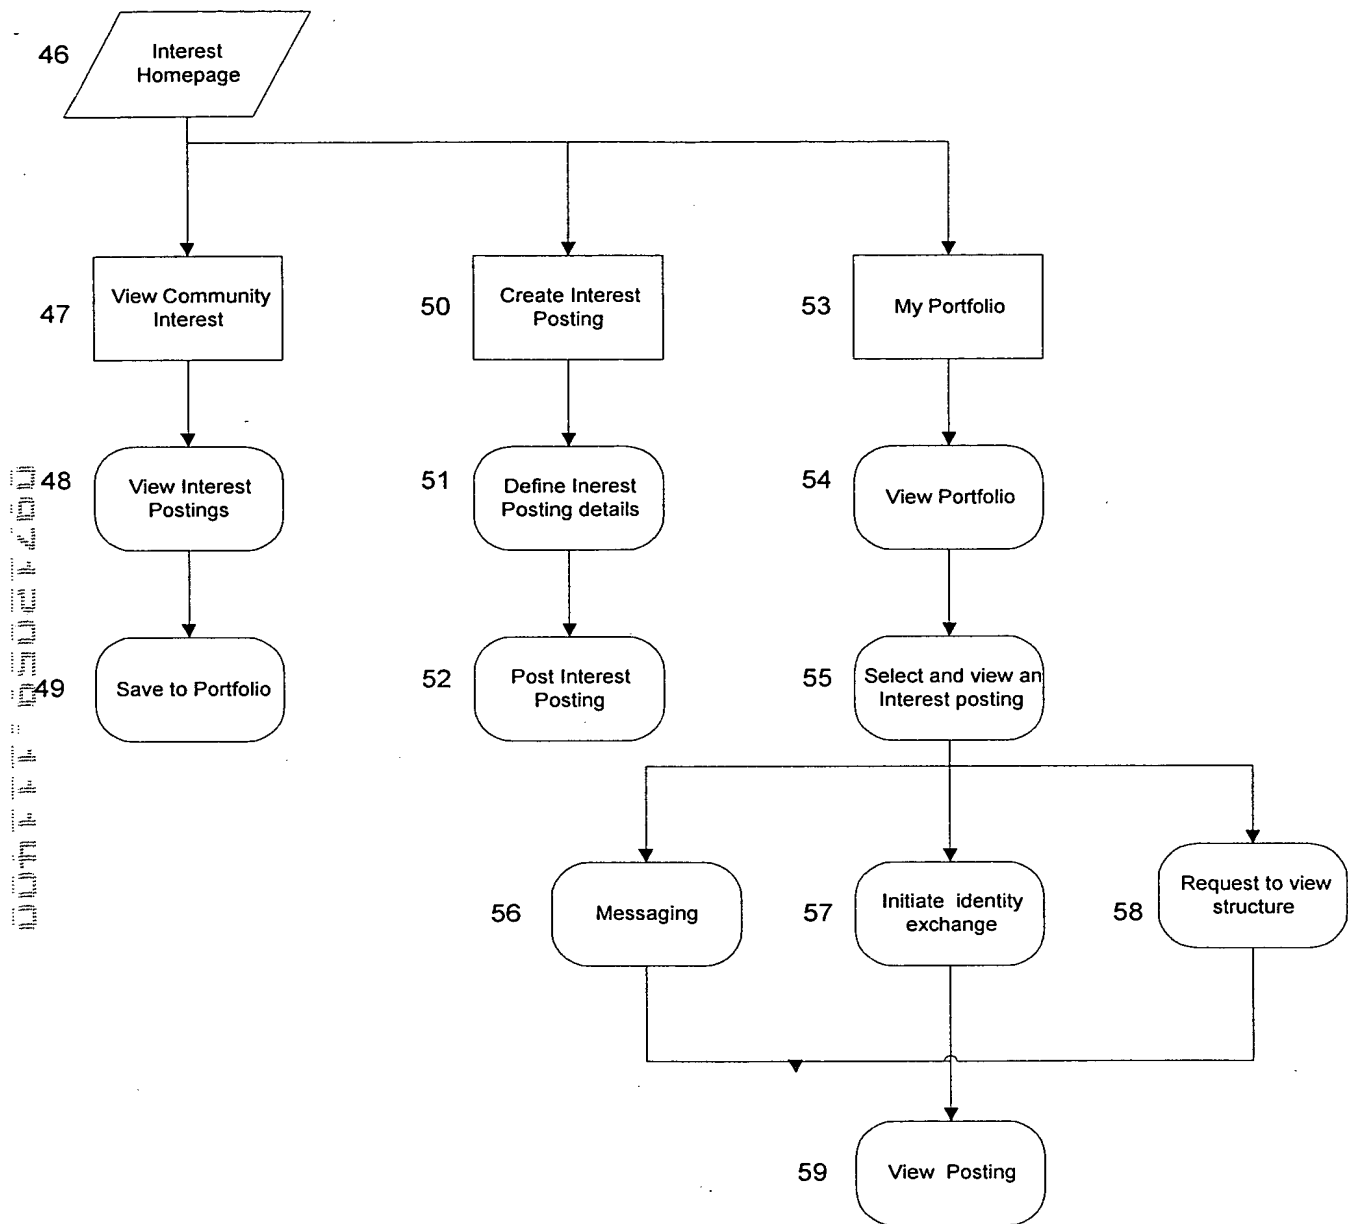 46
Interest
Homepage
47
View Community
Interest
50
Create Interest
Posting
53
My Portfolio
48
View Interest
Postings
51
Define Inerest
Posting details
54
View Portfolio
49
Save to Portfolio
52
Post Interest
Posting
55
Select and view an
Interest posting
56
Messaging
57
Initiate identity
exchange
58
Request to view
structure
59
View Posting